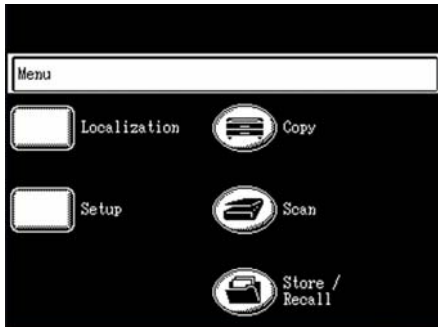 Menu
Localization
Copy
Setup
Scan
Store /
Recall